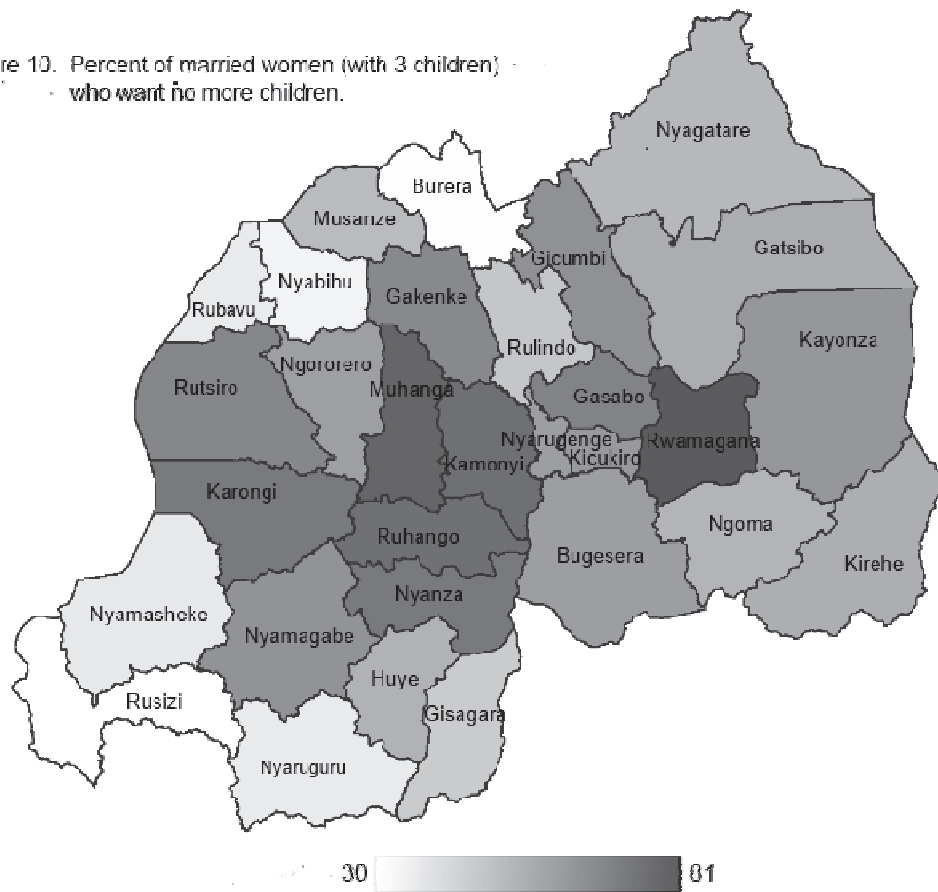 re 10. Percent of married women (with 3 children)
who want no more children.
Nyagatare
Burera
Musanze
Gatsibo
Gicumbi
Nyabihu
Gakenke
Rubavu
Kayonza
Rulindo
Ngororero
Rutsiro
Muhanga
Gasabo
Nyarugenge
Rwamagana
Kicukiro
Kamonyi
Karongi
Ngoma
Ruhango
Bugesera
Kirehe
Nyanza
Nyamasheke
Nyamagabe
Huye
Rusizi
Gisagara
Nyaruguru
30 81